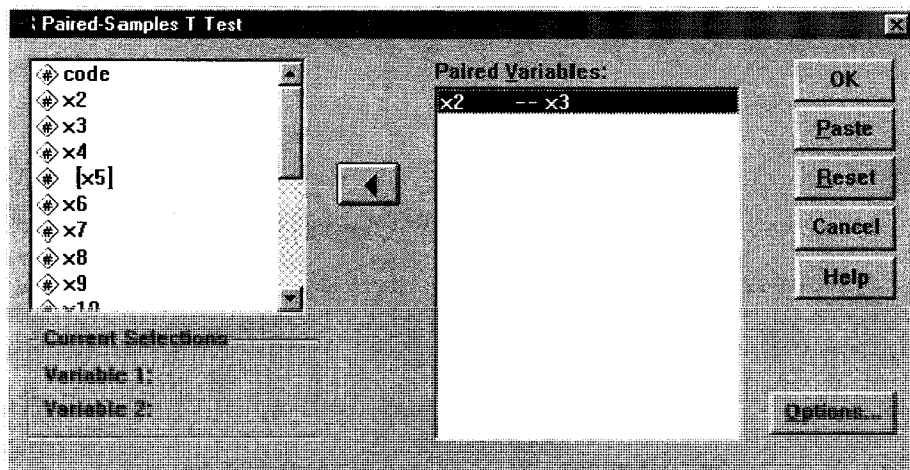 Paired-Samples T Test
code
x2
x3
x4
[x5]
x6
x7
x8
x9
x10
Current Selections
Variable 1:
Variable 2:
Paired Variables:
x2 -- x3
OK
Paste
Reset
Cancel
Help
Options...